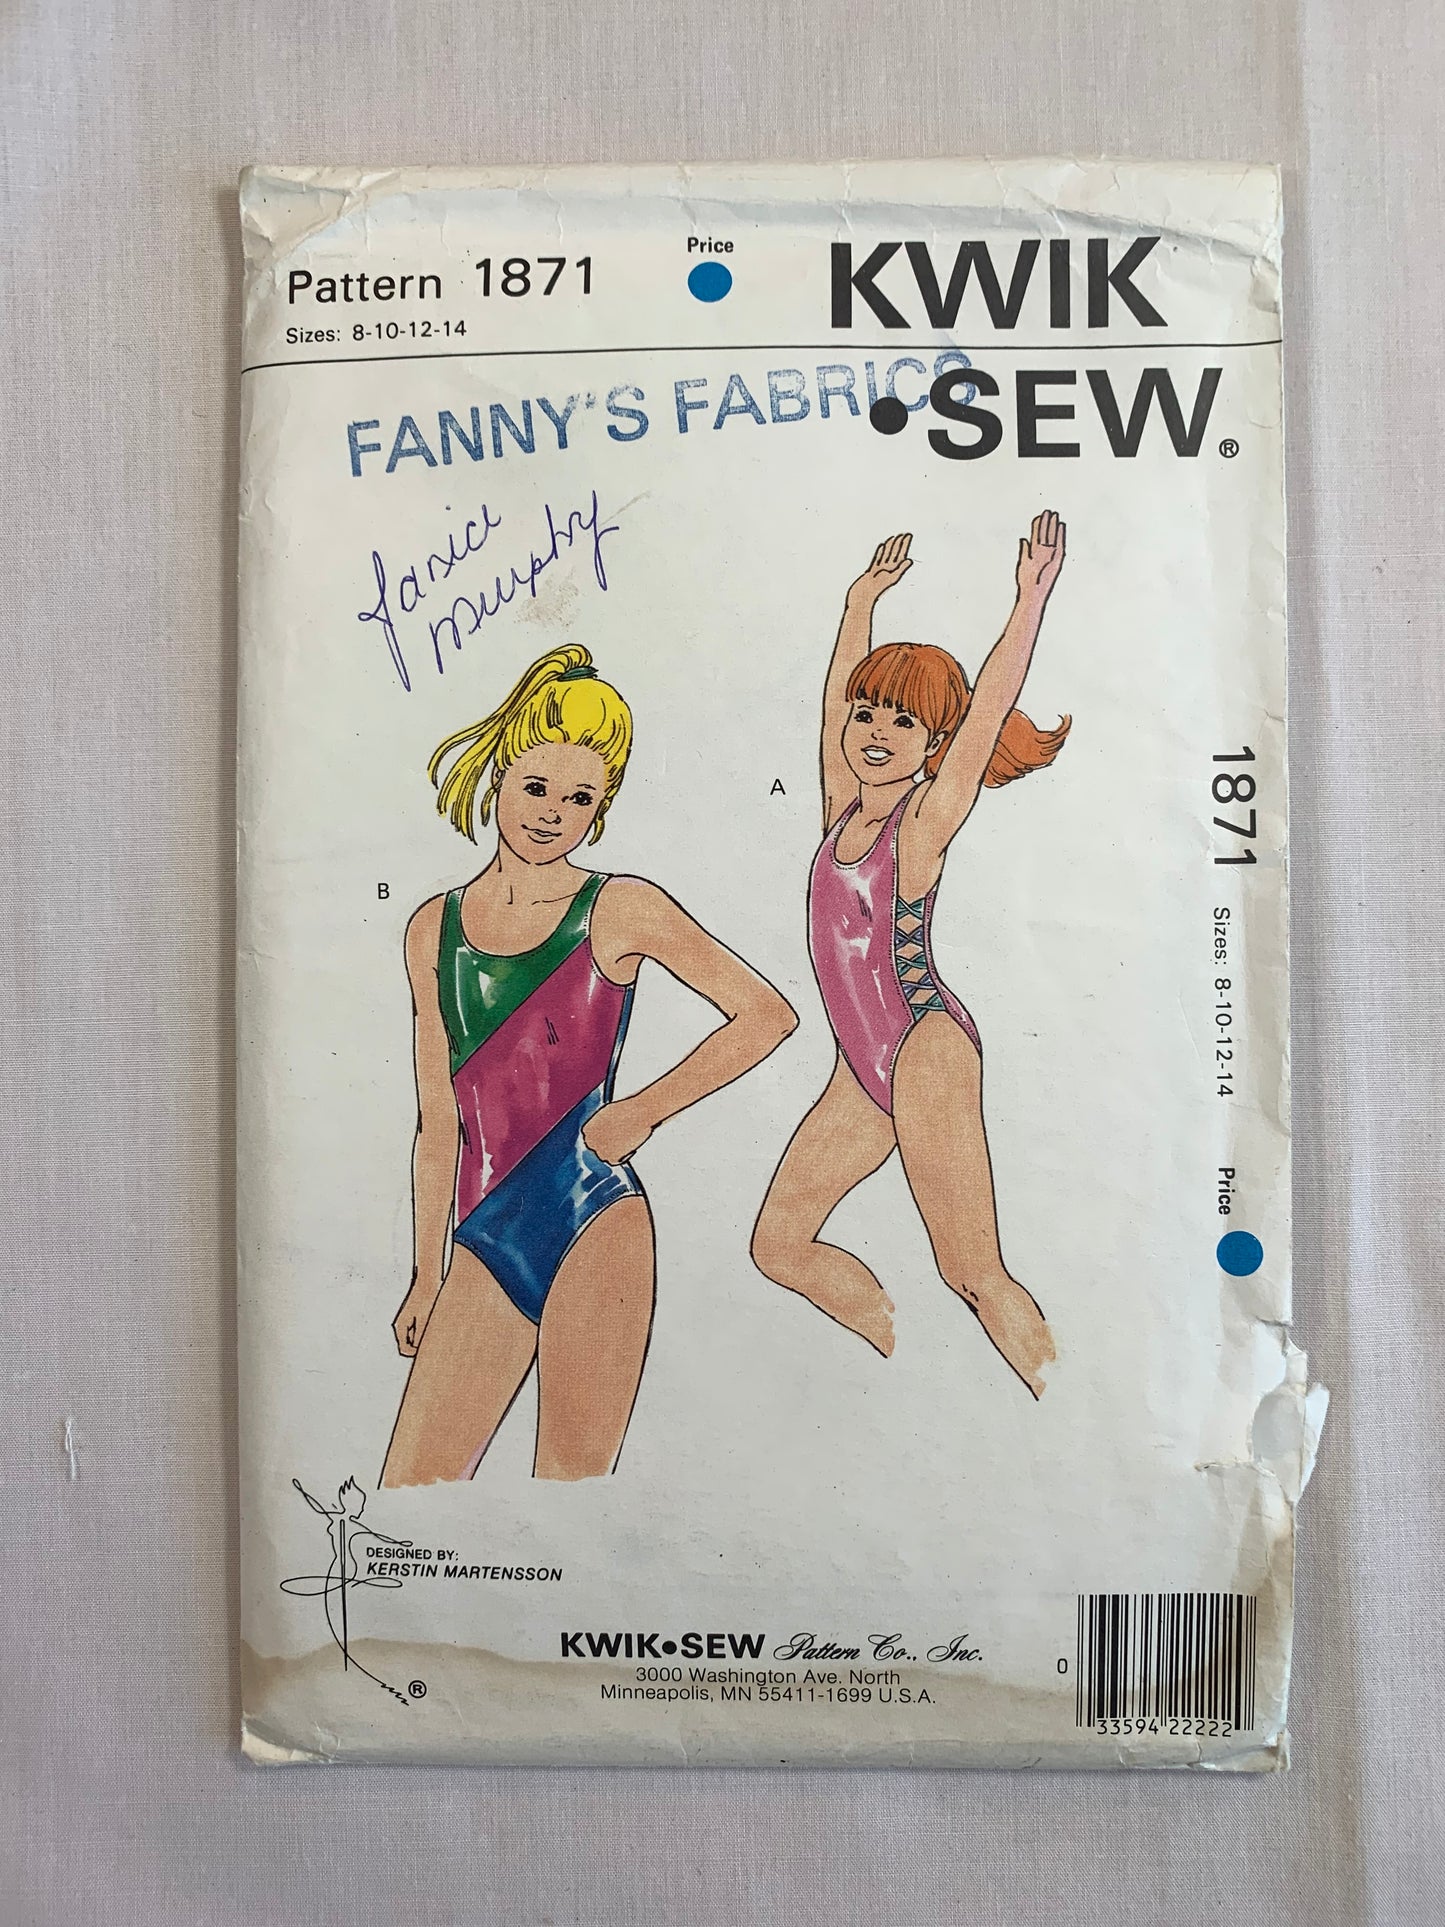 Pattern 1871
Price
KWIK
Sizes: 8-10-12-14
FANNY'S FABRICS
•SEW®
Janice
Murphy
A
B
1871 Sizes: 8-10-12-14 Price
DESIGNED BY:
KERSTIN MARTENSSON
®
KWIK•SEW Pattern Co., Inc.
3000 Washington Ave. North
Minneapolis, MN 55411-1699 U.S.A.
0
33594 22222